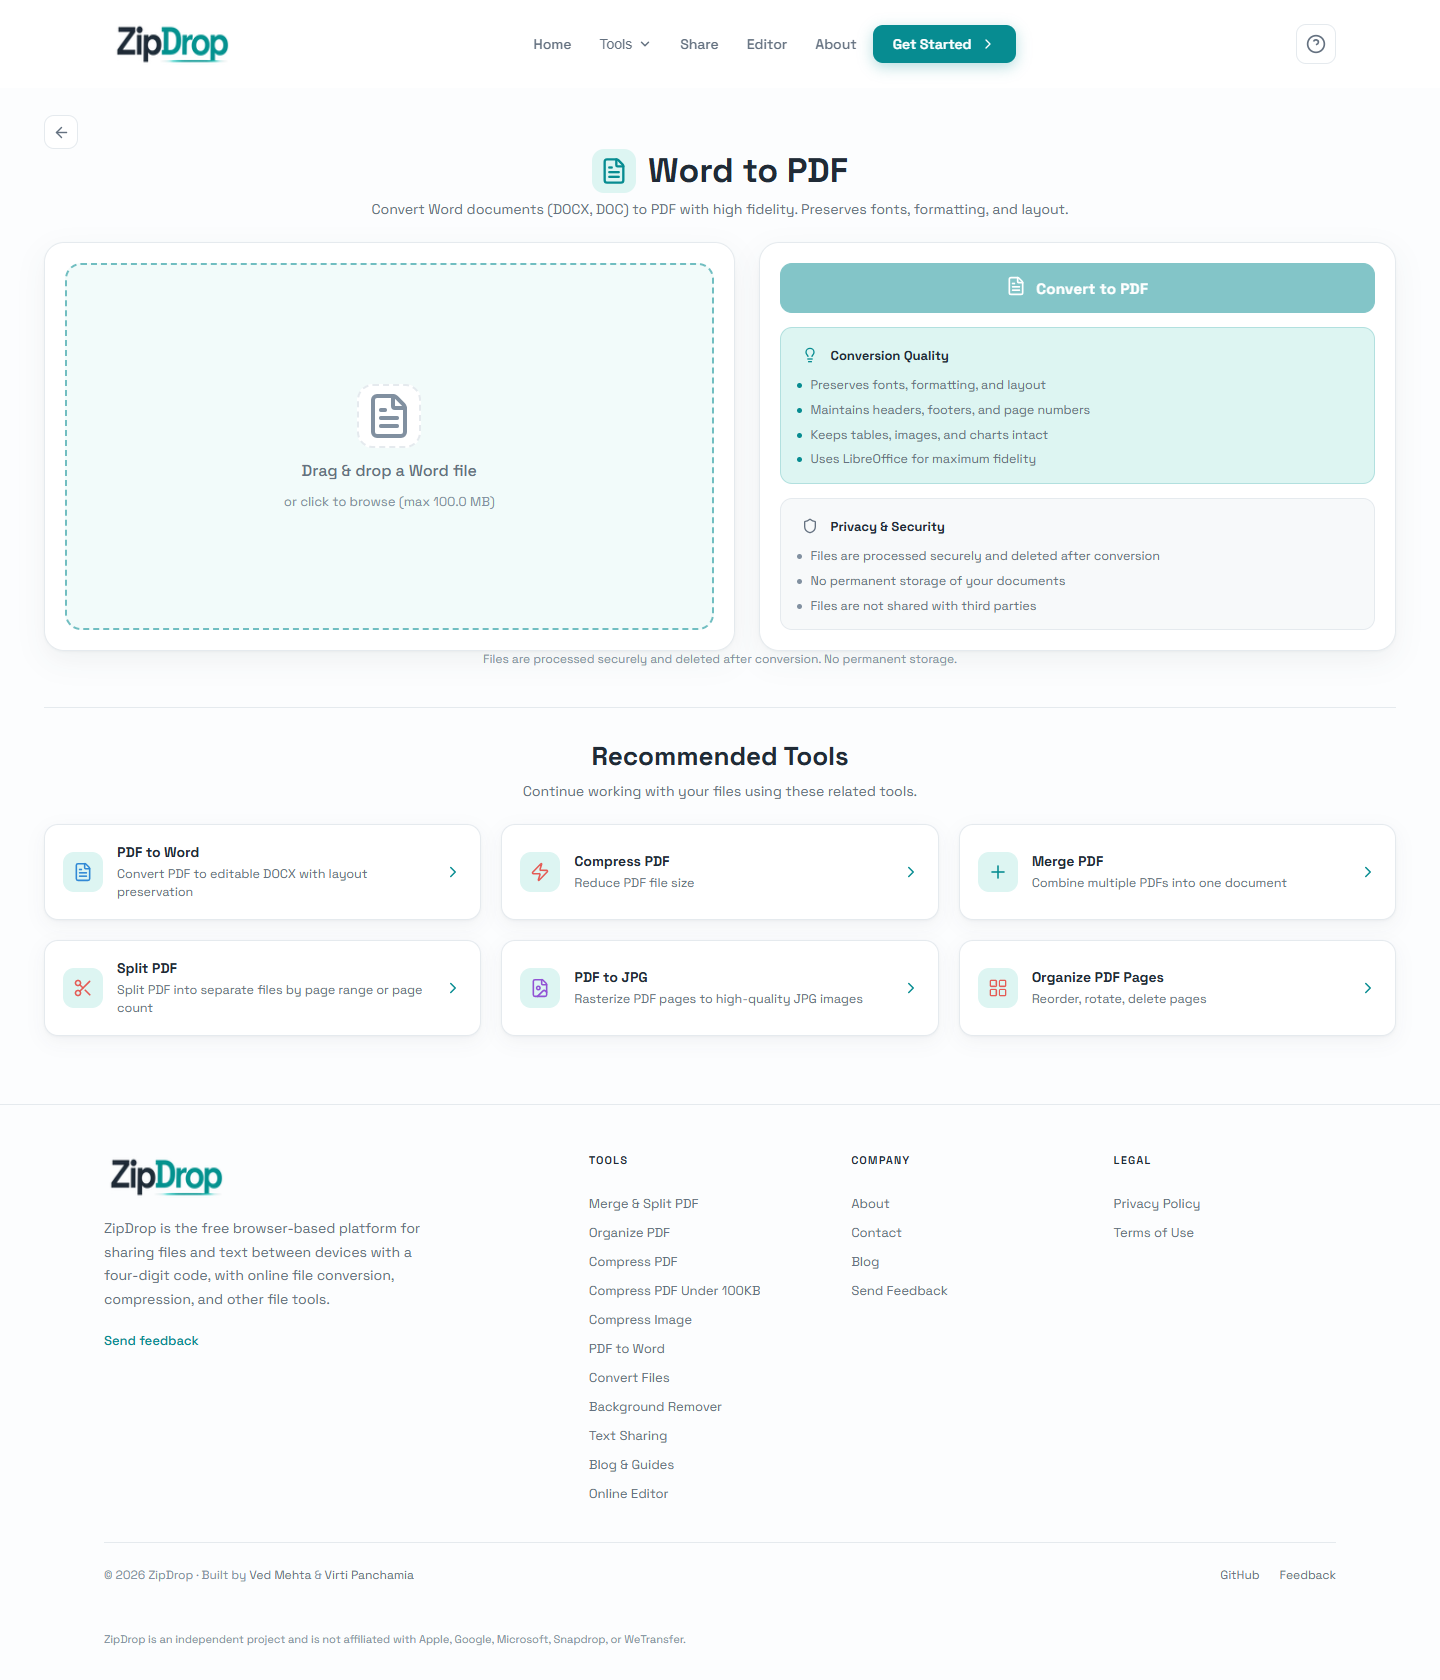 ZipDrop
Home
Tools
Share
Editor
About
Get Started
Word to PDF
Convert Word documents (DOCX, DOC) to PDF with high fidelity. Preserves fonts, formatting, and layout.
Drag & drop a Word file
or click to browse (max 100.0 MB)
Convert to PDF
Conversion Quality
Preserves fonts, formatting, and layout
Maintains headers, footers, and page numbers
Keeps tables, images, and charts intact
Uses LibreOffice for maximum fidelity
Privacy & Security
Files are processed securely and deleted after conversion
No permanent storage of your documents
Files are not shared with third parties
Files are processed securely and deleted after conversion. No permanent storage.
Recommended Tools
Continue working with your files using these related tools.
PDF to Word
Convert PDF to editable DOCX with layout
preservation
Compress PDF
Reduce PDF file size
Merge PDF
Combine multiple PDFs into one document
Split PDF
Split PDF into separate files by page range or page
count
PDF to JPG
Rasterize PDF pages to high-quality JPG images
Organize PDF Pages
Reorder, rotate, delete pages
ZipDrop
ZipDrop is the free browser-based platform for
sharing files and text between devices with a
four-digit code, with online file conversion,
compression, and other file tools.
Send feedback
TOOLS
Merge & Split PDF
Organize PDF
Compress PDF
Compress PDF Under 100KB
Compress Image
PDF to Word
Convert Files
Background Remover
Text Sharing
Blog & Guides
Online Editor
COMPANY
About
Contact
Blog
Send Feedback
LEGAL
Privacy Policy
Terms of Use
© 2026 ZipDrop · Built by Ved Mehta & Virti Panchamia
GitHub
Feedback
ZipDrop is an independent project and is not affiliated with Apple, Google, Microsoft, Snapdrop, or WeTransfer.